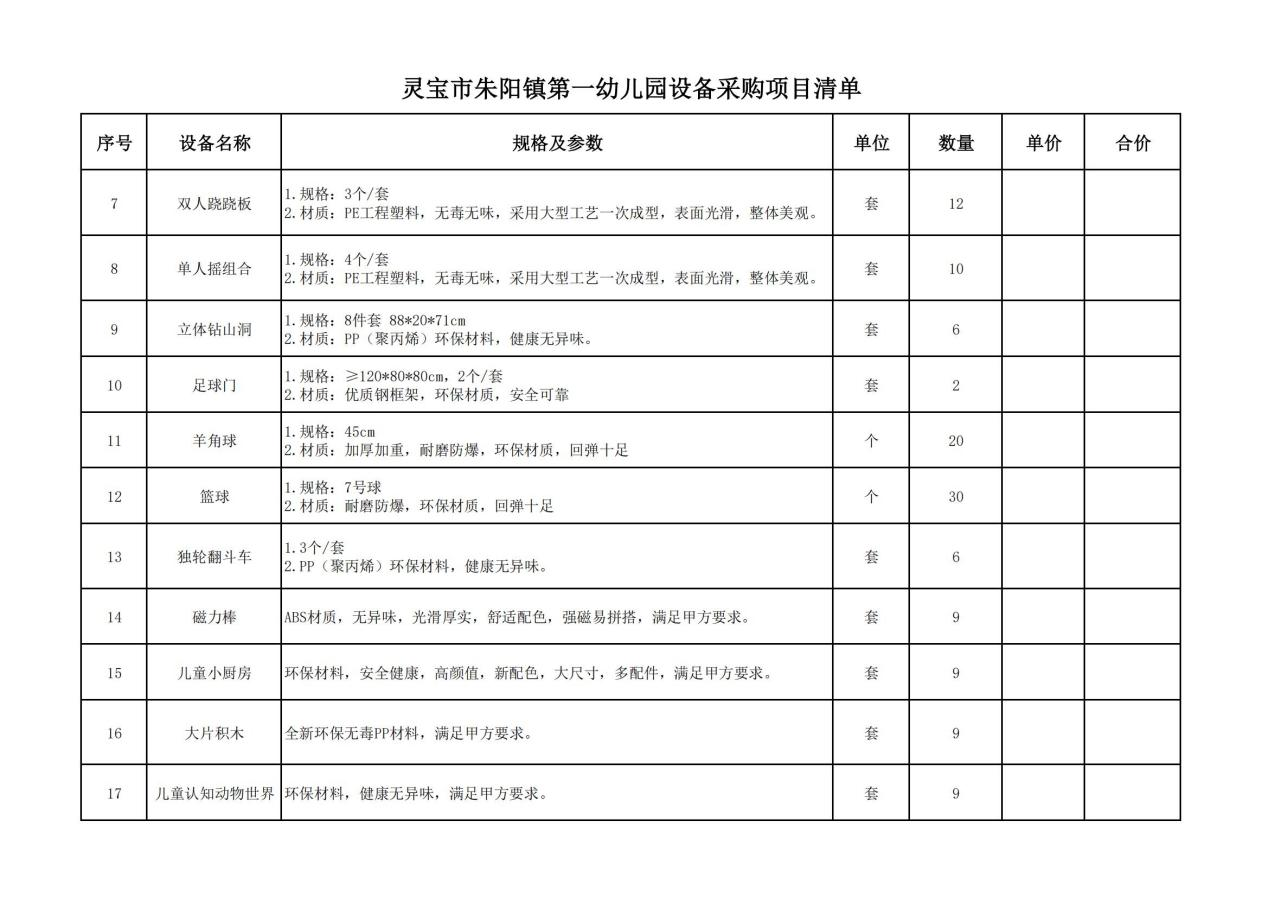 灵宝市朱阳镇第一幼儿园设备采购项目清单
序号 设备名称 规格及参数 单位 数量 单价 合价
7 双人跷跷板 1.规格：3个/套
2.材质：PE工程塑料，无毒无味，采用大型工艺一次成型，表面光滑，整体美观。 套 12
8 单人摇组合 1.规格：4个/套
2.材质：PE工程塑料，无毒无味，采用大型工艺一次成型，表面光滑，整体美观。 套 10
9 立体钻山洞 1.规格：8件套 88*20*71cm
2.材质：PP（聚丙烯）环保材料，健康无异味。 套 6
10 足球门 1.规格：≥120*80*80cm，2个/套
2.材质：优质钢框架，环保材质，安全可靠 套 2
11 羊角球 1.规格：45cm
2.材质：加厚加重，耐磨防爆，环保材质，回弹十足 个 20
12 篮球 1.规格：7号球
2.材质：耐磨防爆，环保材质，回弹十足 个 30
13 独轮翻斗车 1.3个/套
2.PP（聚丙烯）环保材料，健康无异味。 套 6
14 磁力棒 ABS材质，无异味，光滑厚实，舒适配色，强磁易拼搭，满足甲方要求。 套 9
15 儿童小厨房 环保材料，安全健康，高颜值，新配色，大尺寸，多配件，满足甲方要求。 套 9
16 大片积木 全新环保无毒PP材料，满足甲方要求。 套 9
17 儿童认知动物世界 环保材料，健康无异味，满足甲方要求。 套 9